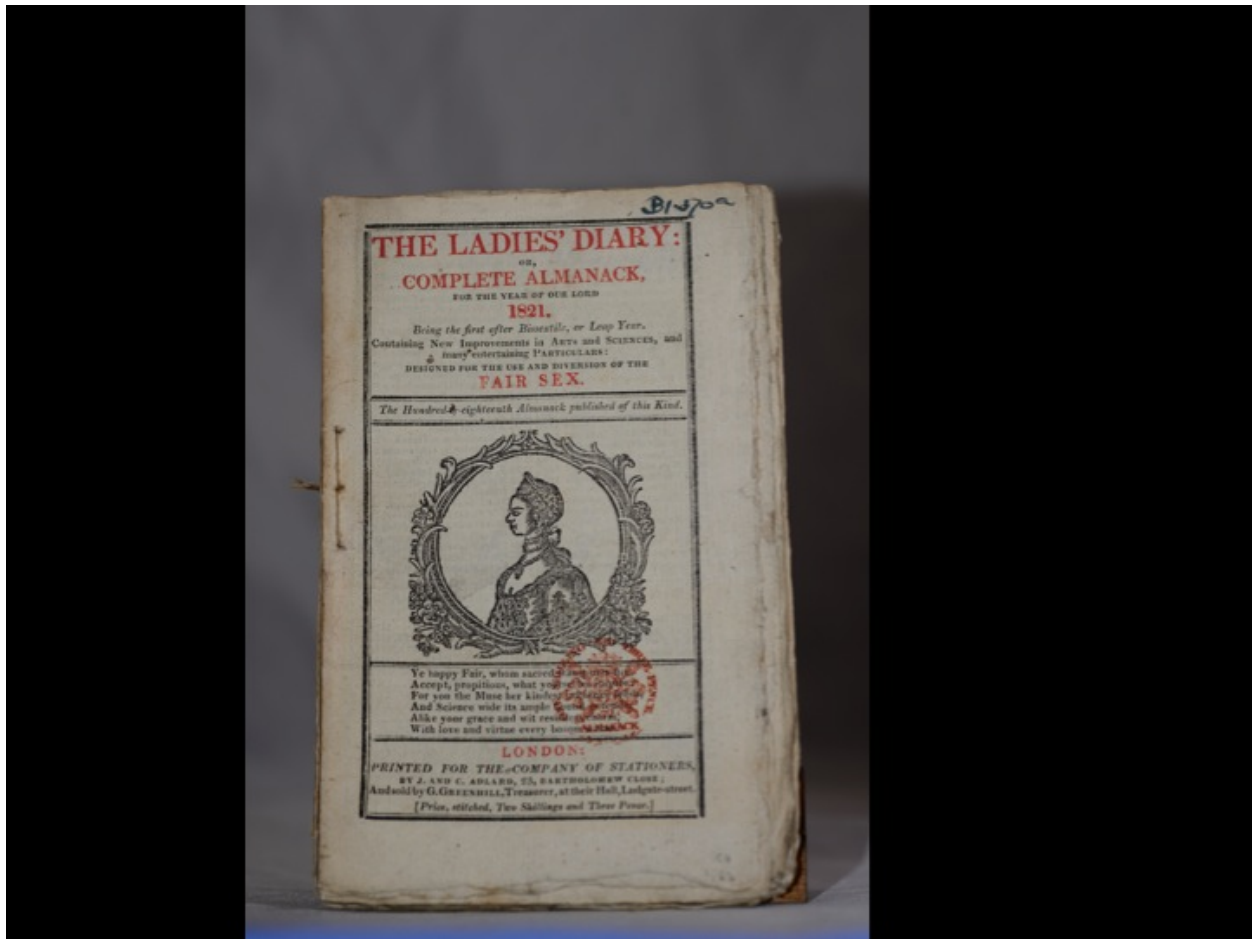 B1570a
THE LADIES' DIARY:
OR,
COMPLETE ALMANACK,
FOR THE YEAR OF OUR LORD
1821.
Being the first after Bissextile, or Leap Year.
Containing New Improvements in ARTS and SCIENCES, and
many entertaining PARTICULARS:
DESIGNED FOR THE USE AND DIVERSION OF THE
FAIR SEX.
The Hundred-&-eighteenth Almanack published of this Kind.
Ye happy Fair, whom sacred
Accept, propitious, what
For you the Muse her kindest
And Science wide its ample
Alike your grace and wit
With love and virtue every
ALMANACK
LONDON:
PRINTED FOR THE COMPANY OF STATIONERS,
BY J. AND C. ADLARD, 23, BARTHOLOMEW CLOSE;
And sold by G. GREENHILL, Treasurer, at their Hall, Ludgate-street.
[Price, stitched, Two Shillings and Three Pence.]